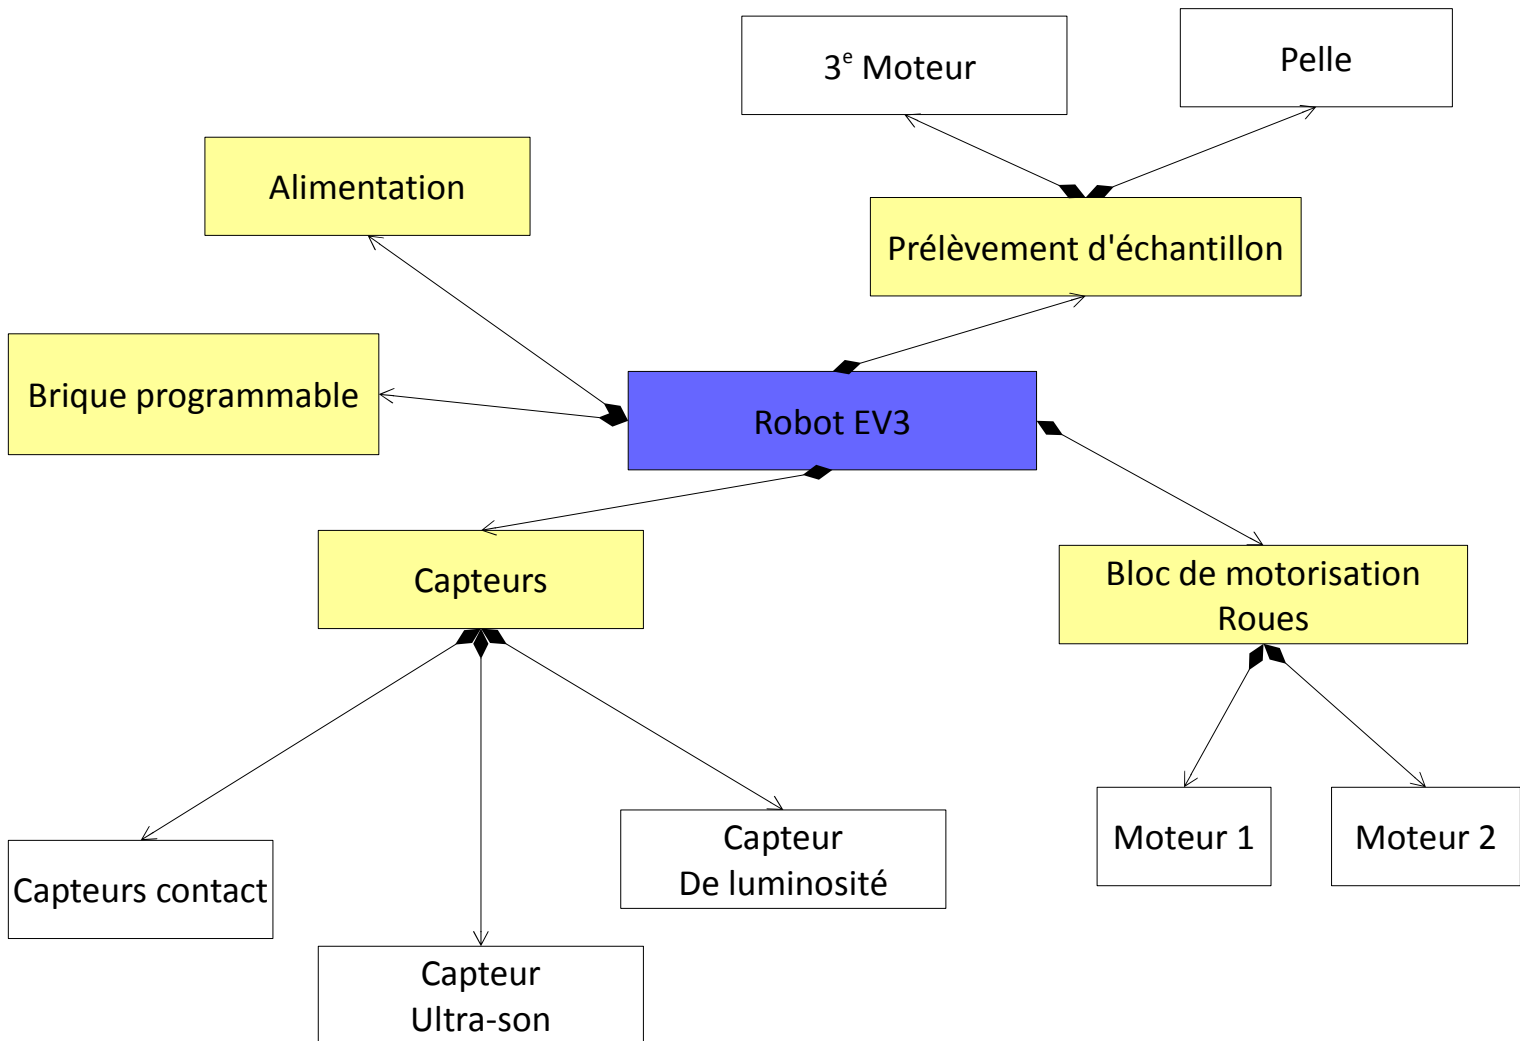 3e Moteur
Pelle
Alimentation
Prélèvement d'échantillon
Brique programmable
Robot EV3
Capteurs
Bloc de motorisation
Roues
Capteurs contact
Capteur
Ultra-son
Capteur
De luminosité
Moteur 1
Moteur 2